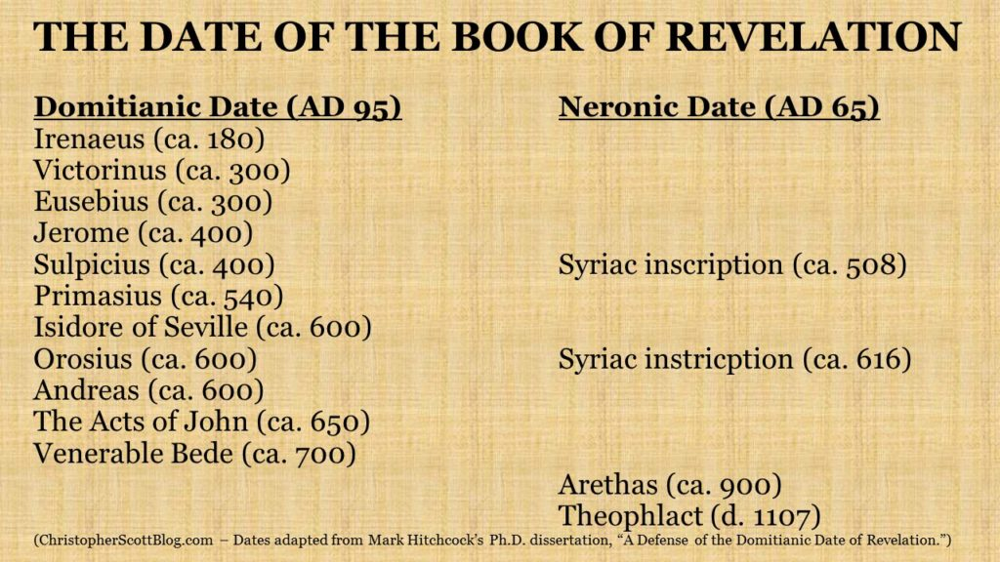 THE DATE OF THE BOOK OF REVELATION
Domitianic Date (AD 95)
Irenaeus (ca. 180)
Victorinus (ca. 300)
Eusebius (ca. 300)
Jerome (ca. 400)
Sulpicius (ca. 400)
Primasius (ca. 540)
Isidore of Seville (ca. 600)
Orosius (ca. 600)
Andreas (ca. 600)
The Acts of John (ca. 650)
Venerable Bede (ca. 700)
Neronic Date (AD 65)
Syriac inscription (ca. 508)
Syriac instricption (ca. 616)
Arethas (ca. 900)
Theophlact (d. 1107)
(ChristopherScottBlog.com – Dates adapted from Mark Hitchcock’s Ph.D. dissertation, “A Defense of the Domitianic Date of Revelation.”)